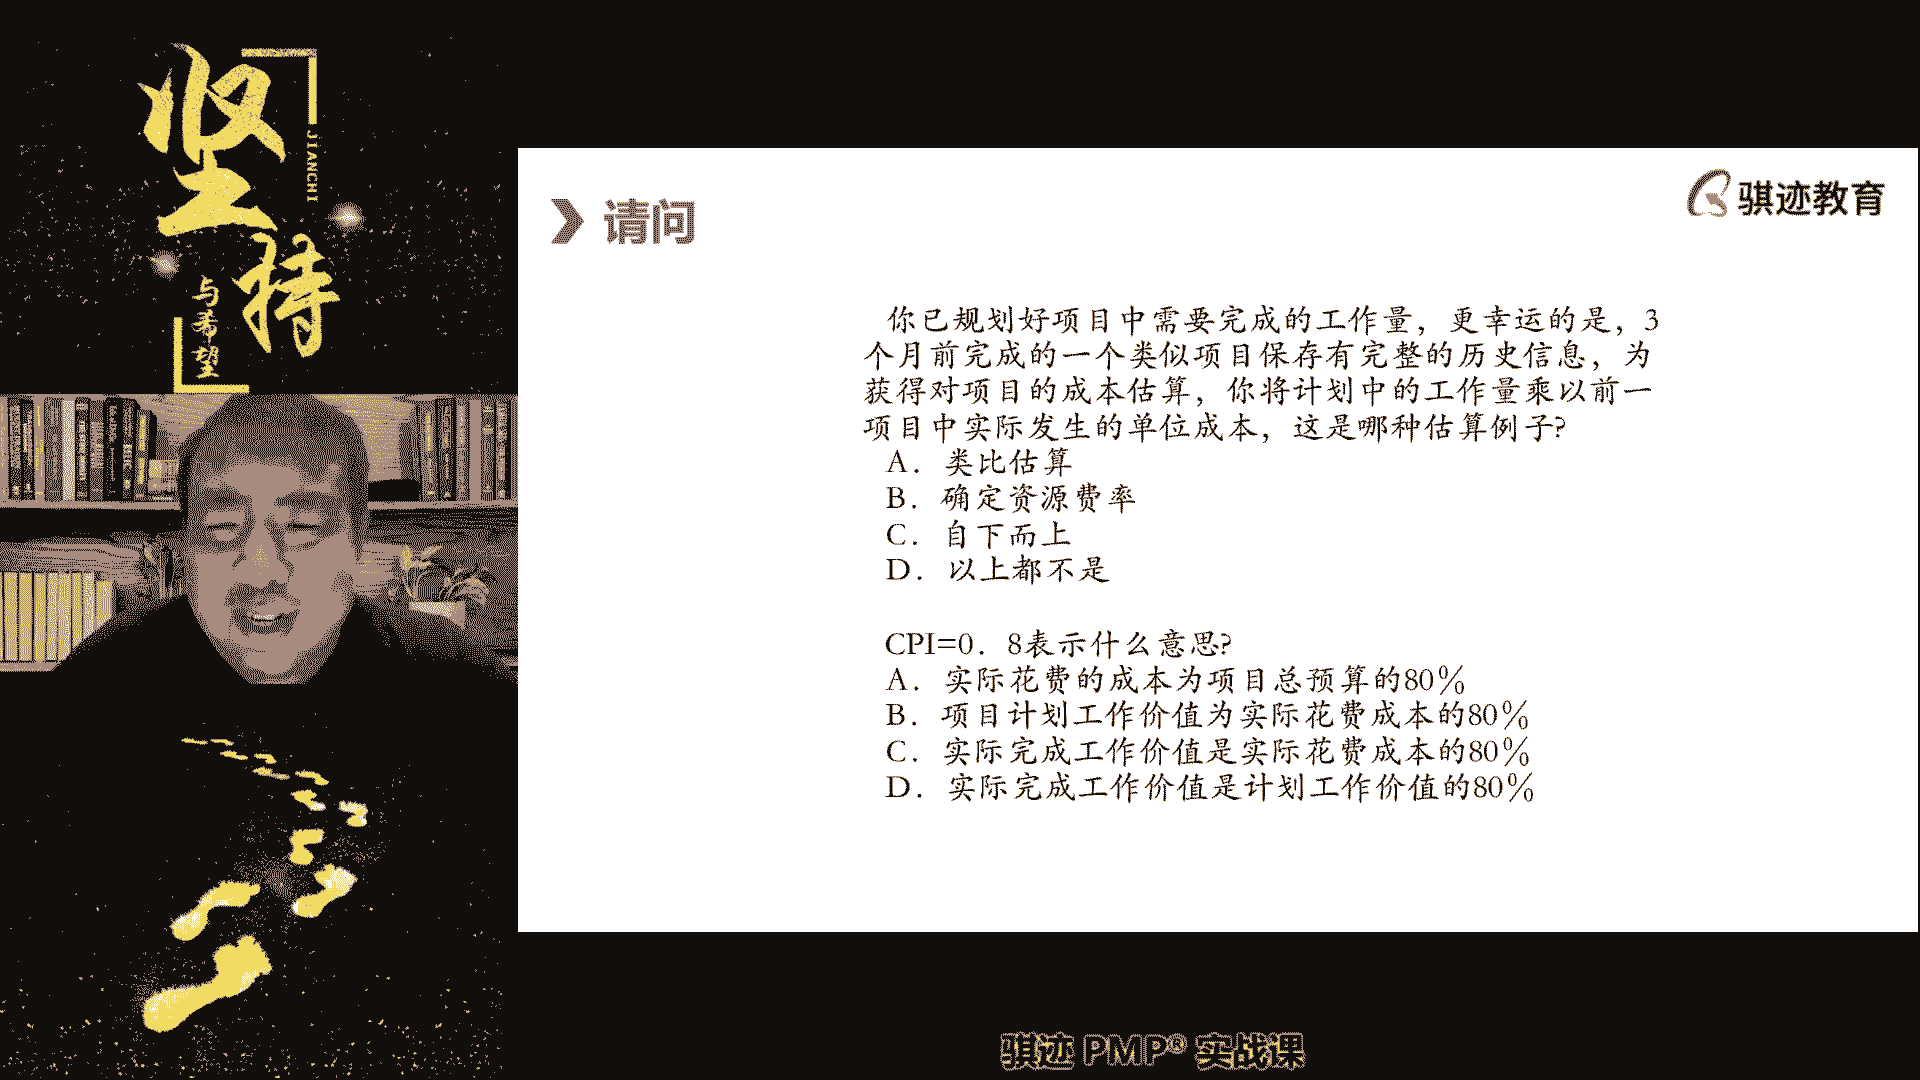 坚持
JIANCHI
与希望
请问
骐迹教育
你已规划好项目中需要完成的工作量，更幸运的是，3
个月前完成的一个类似项目保存有完整的历史信息，为
获得对项目的成本估算，你将计划中的工作量乘以前一
项目中实际发生的单位成本，这是哪种估算例子?
A．类比估算
B．确定资源费率
C．自下而上
D．以上都不是
CPI=0．8表示什么意思?
A．实际花费的成本为项目总预算的80％
B．项目计划工作价值为实际花费成本的80％
C．实际完成工作价值是实际花费成本的80％
D．实际完成工作价值是计划工作价值的80％
骐迹 PMP® 实战课